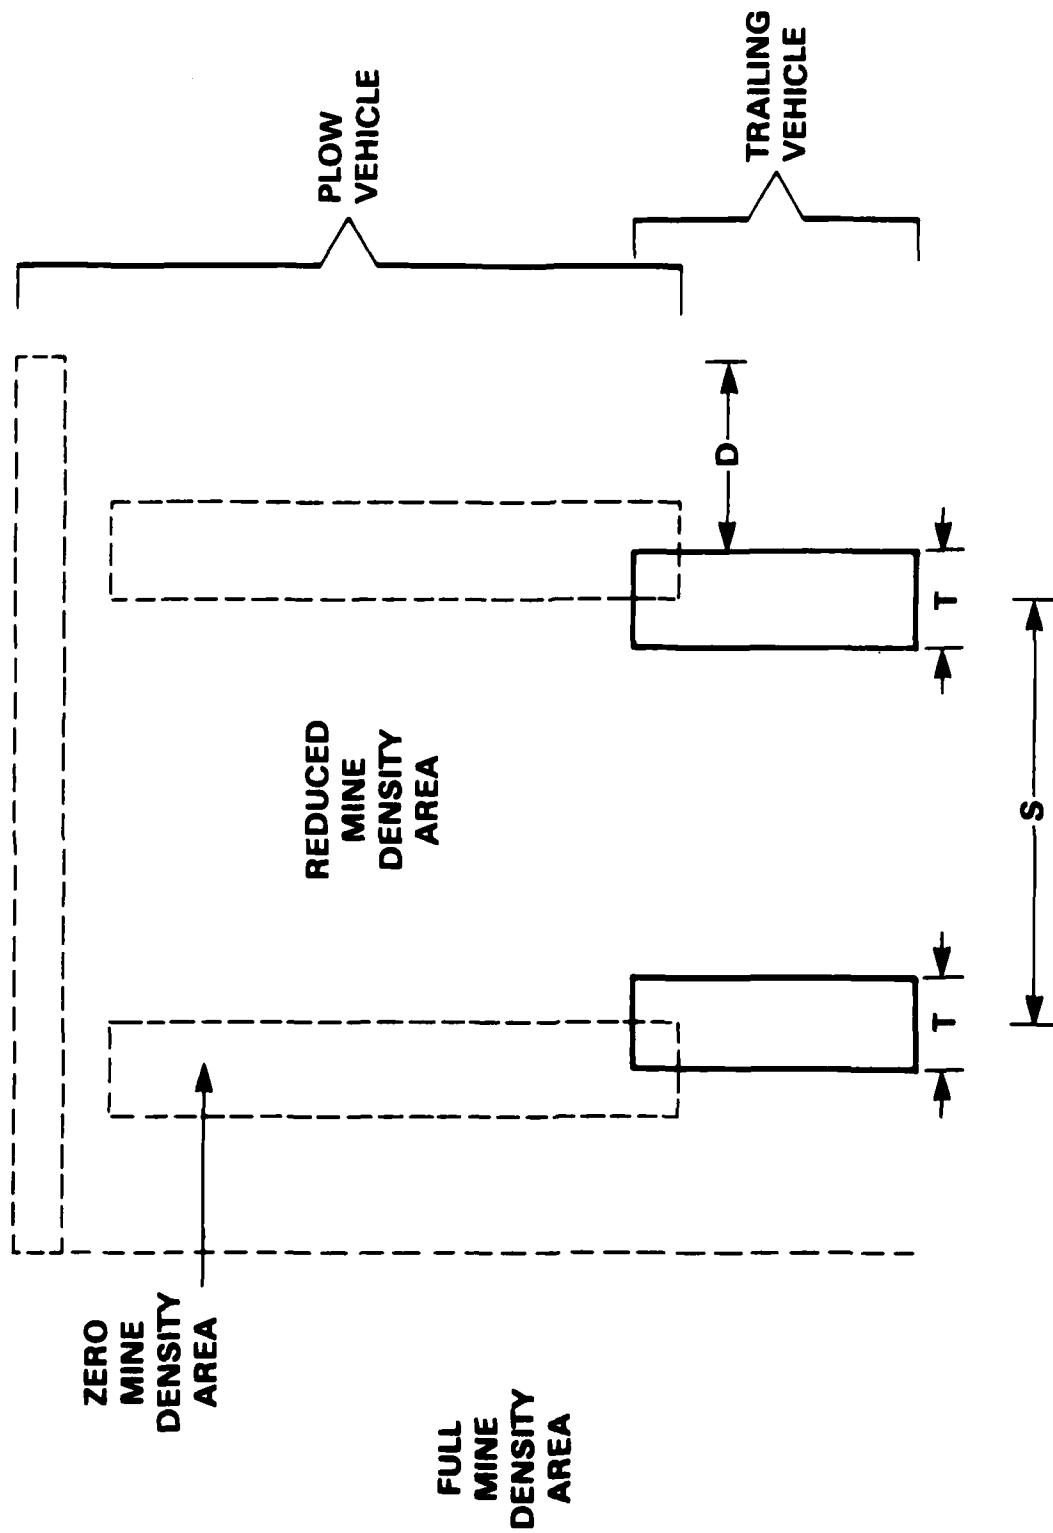 PLOW
VEHICLE
TRAILING
VEHICLE
ZERO
MINE
DENSITY
AREA
REDUCED
MINE
DENSITY
AREA
FULL
MINE
DENSITY
AREA
D
T
T
S